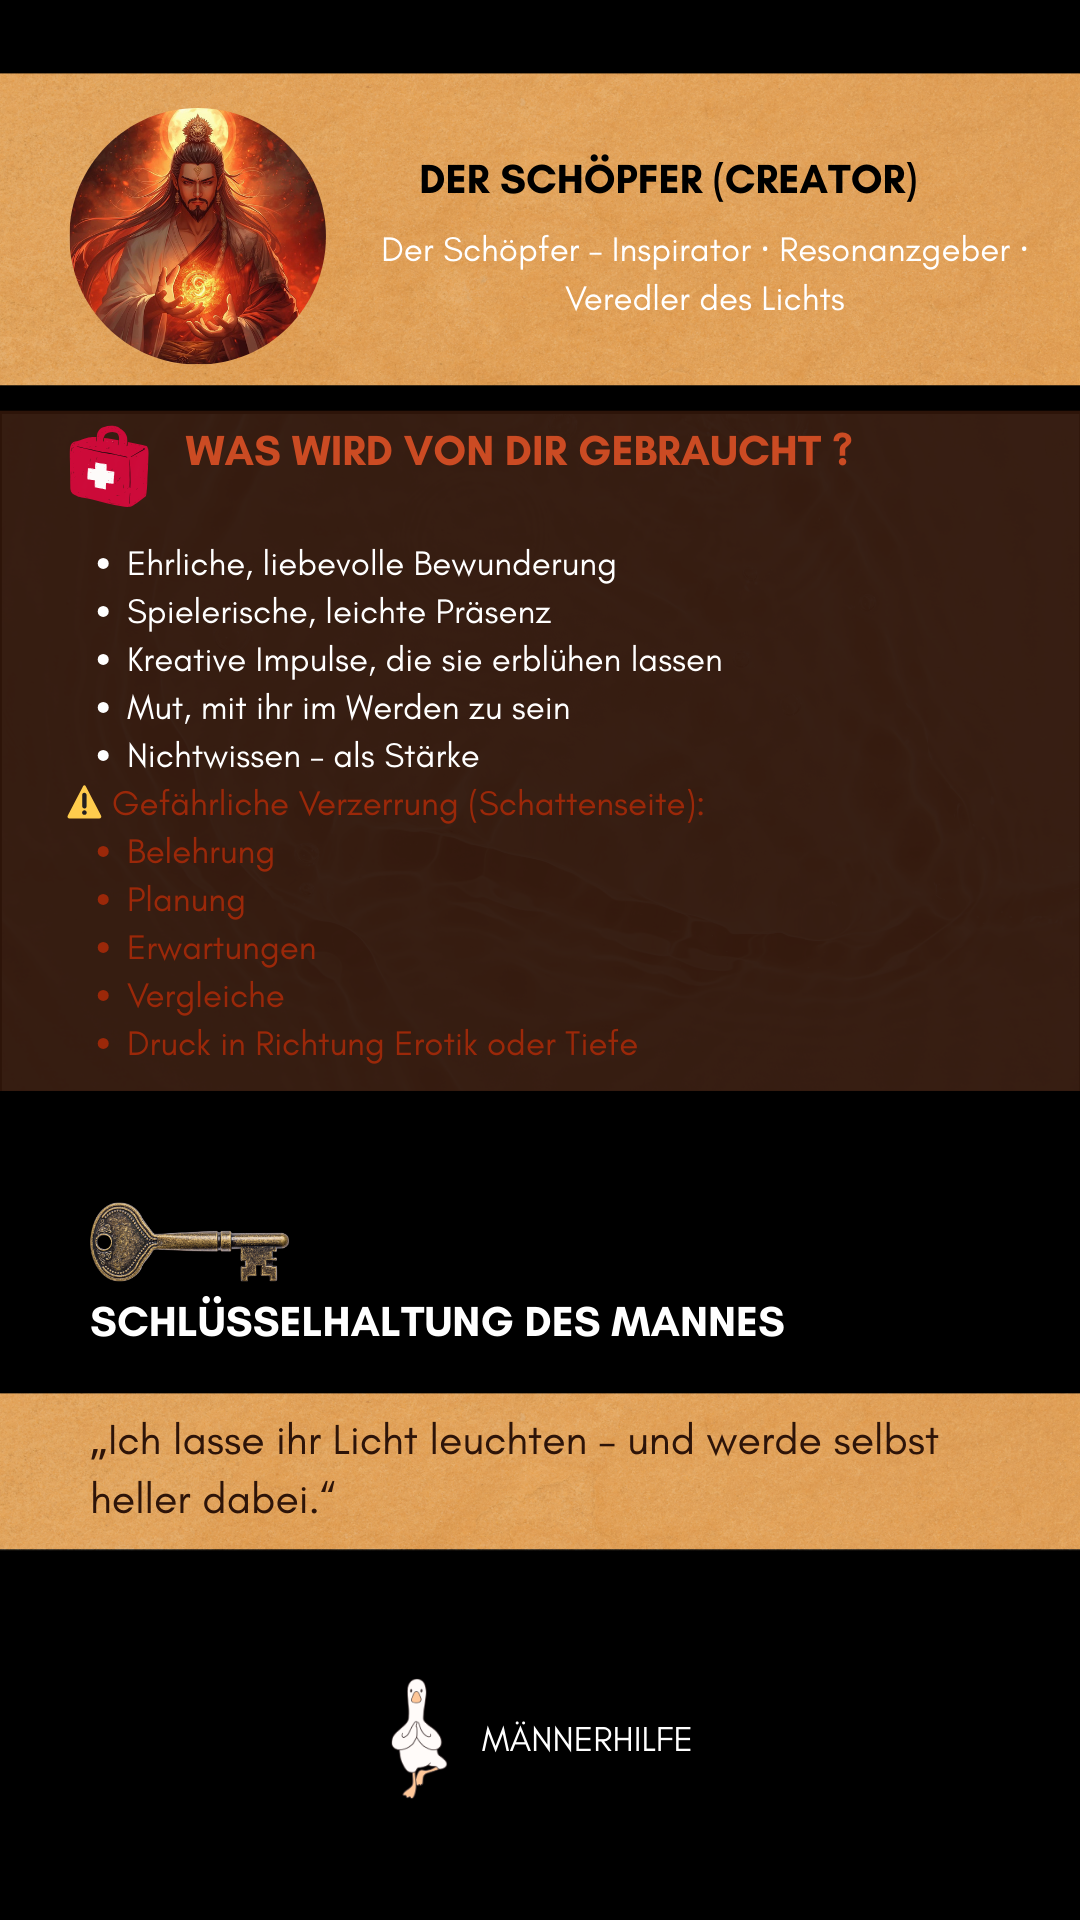 DER SCHÖPFER (CREATOR)
Der Schöpfer – Inspirator · Resonanzgeber ·
Veredler des Lichts
WAS WIRD VON DIR GEBRAUCHT ?
• Ehrliche, liebevolle Bewunderung
• Spielerische, leichte Präsenz
• Kreative Impulse, die sie erblühen lassen
• Mut, mit ihr im Werden zu sein
• Nichtwissen – als Stärke
⚠️ Gefährliche Verzerrung (Schattenseite):
• Belehrung
• Planung
• Erwartungen
• Vergleiche
• Druck in Richtung Erotik oder Tiefe
SCHLÜSSELHALTUNG DES MANNES
„Ich lasse ihr Licht leuchten – und werde selbst
heller dabei.“
MÄNNERHILFE